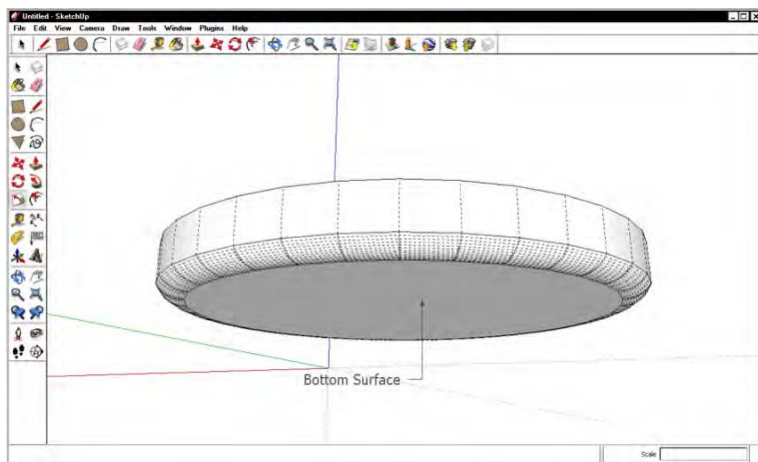 Untitled - SketchUp
File Edit View Camera Draw Tools Window Plugins Help
Bottom Surface
Scale